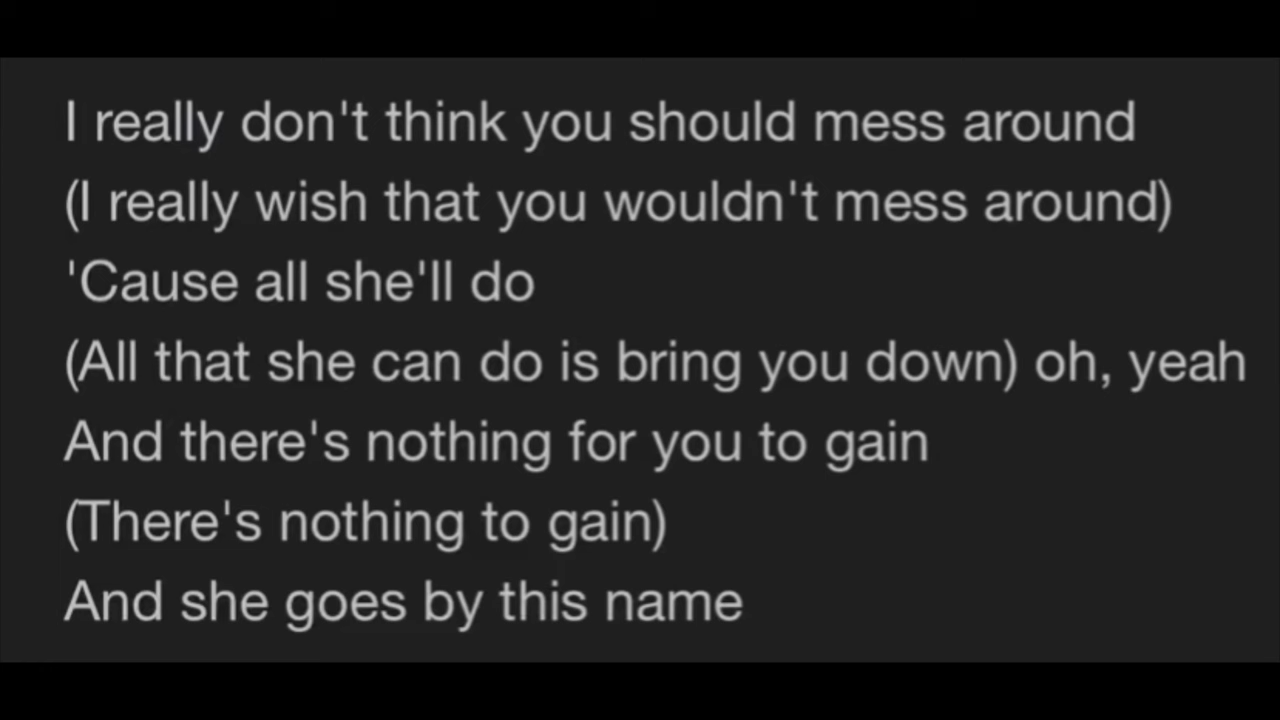 I really don't think you should mess around
(I really wish that you wouldn't mess around)
'Cause all she'll do
(All that she can do is bring you down) oh, yeah
And there's nothing for you to gain
(There's nothing to gain)
And she goes by this name